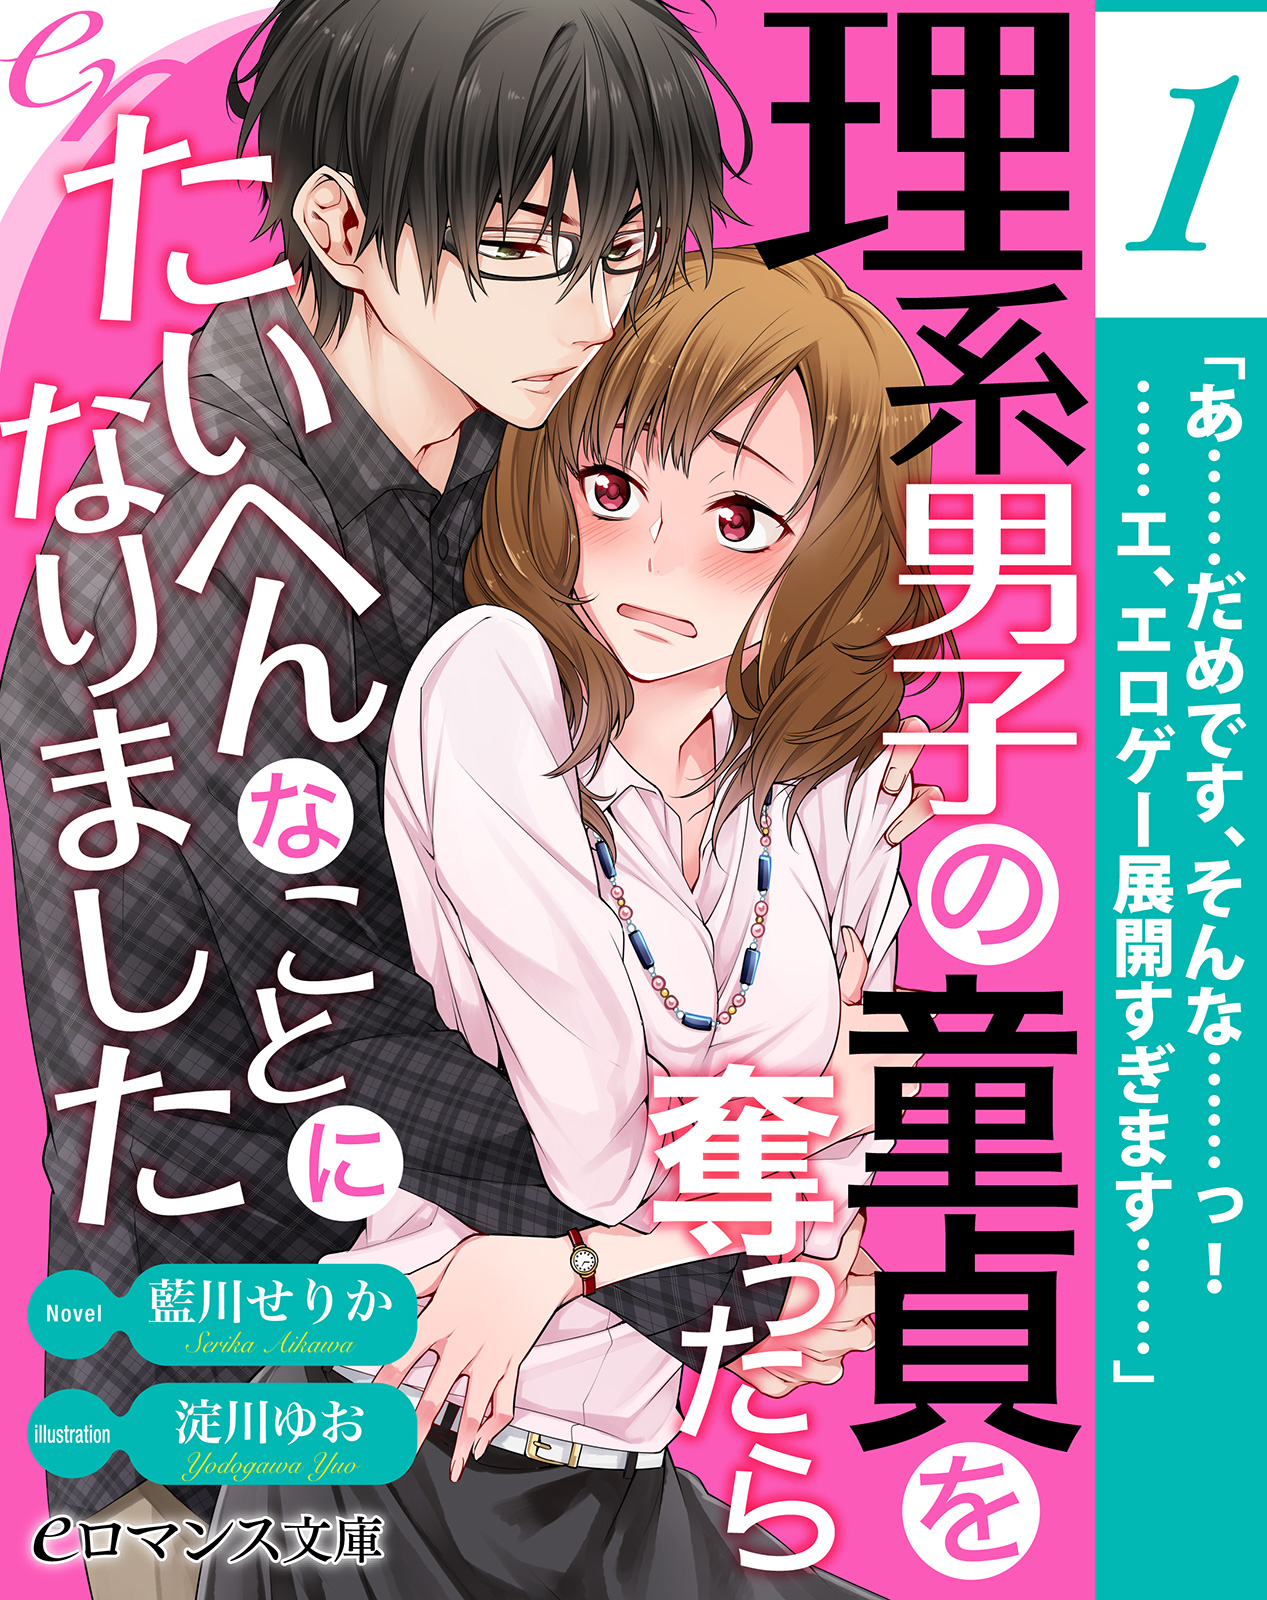 1
「あ………だめです、そんな………っ!
……エ、エロゲー展開すぎます………」
理系男子の童貞を
奪ったら
たいへんなことに
なりました
er
Novel
藍川せりか
Serika Aikawa
illustration
淀川ゆお
Yodogawa Yuo
eロマンス文庫